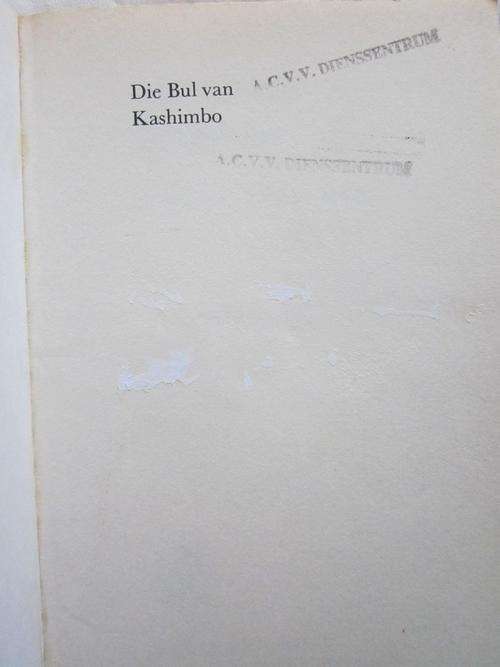 Die Bul van
Kashimbo
A.C.V.V. DIENSSENTRUM
A.C.V.V. DIENSSENTRUM